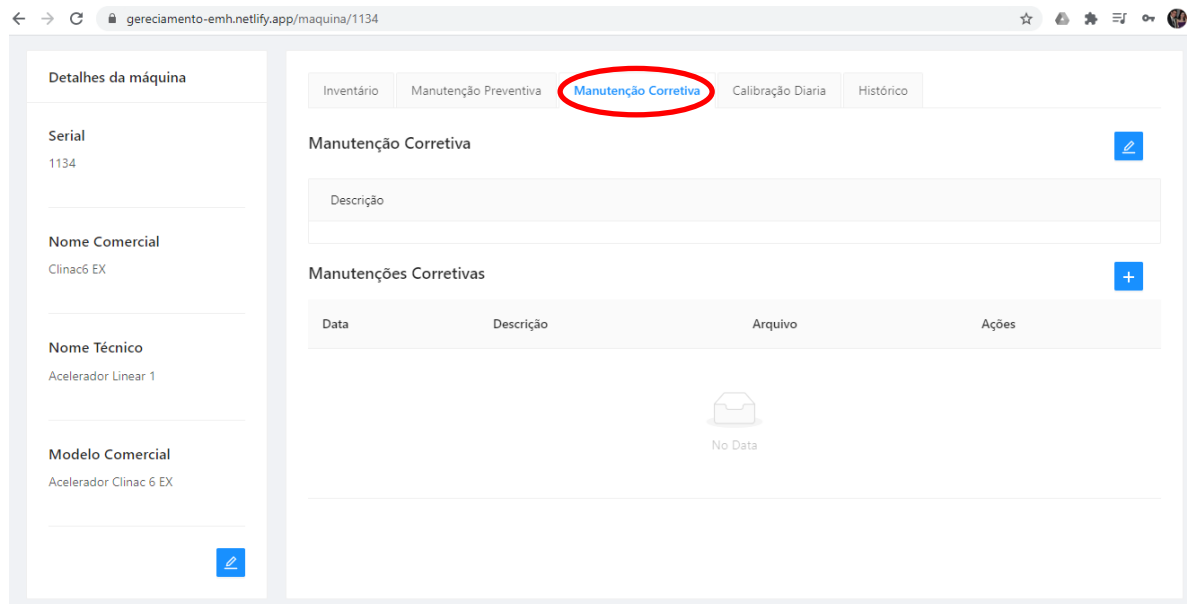 gereciamento-emh.netlify.app/maquina/1134
Detalhes da máquina
Serial
1134
Nome Comercial
Clinac6 EX
Nome Técnico
Acelerador Linear 1
Modelo Comercial
Acelerador Clinac 6 EX
Inventário Manutenção Preventiva Manutenção Corretiva Calibração Diaria Histórico
Manutenção Corretiva
Descrição
Manutenções Corretivas
Data Descrição Arquivo Ações
No Data